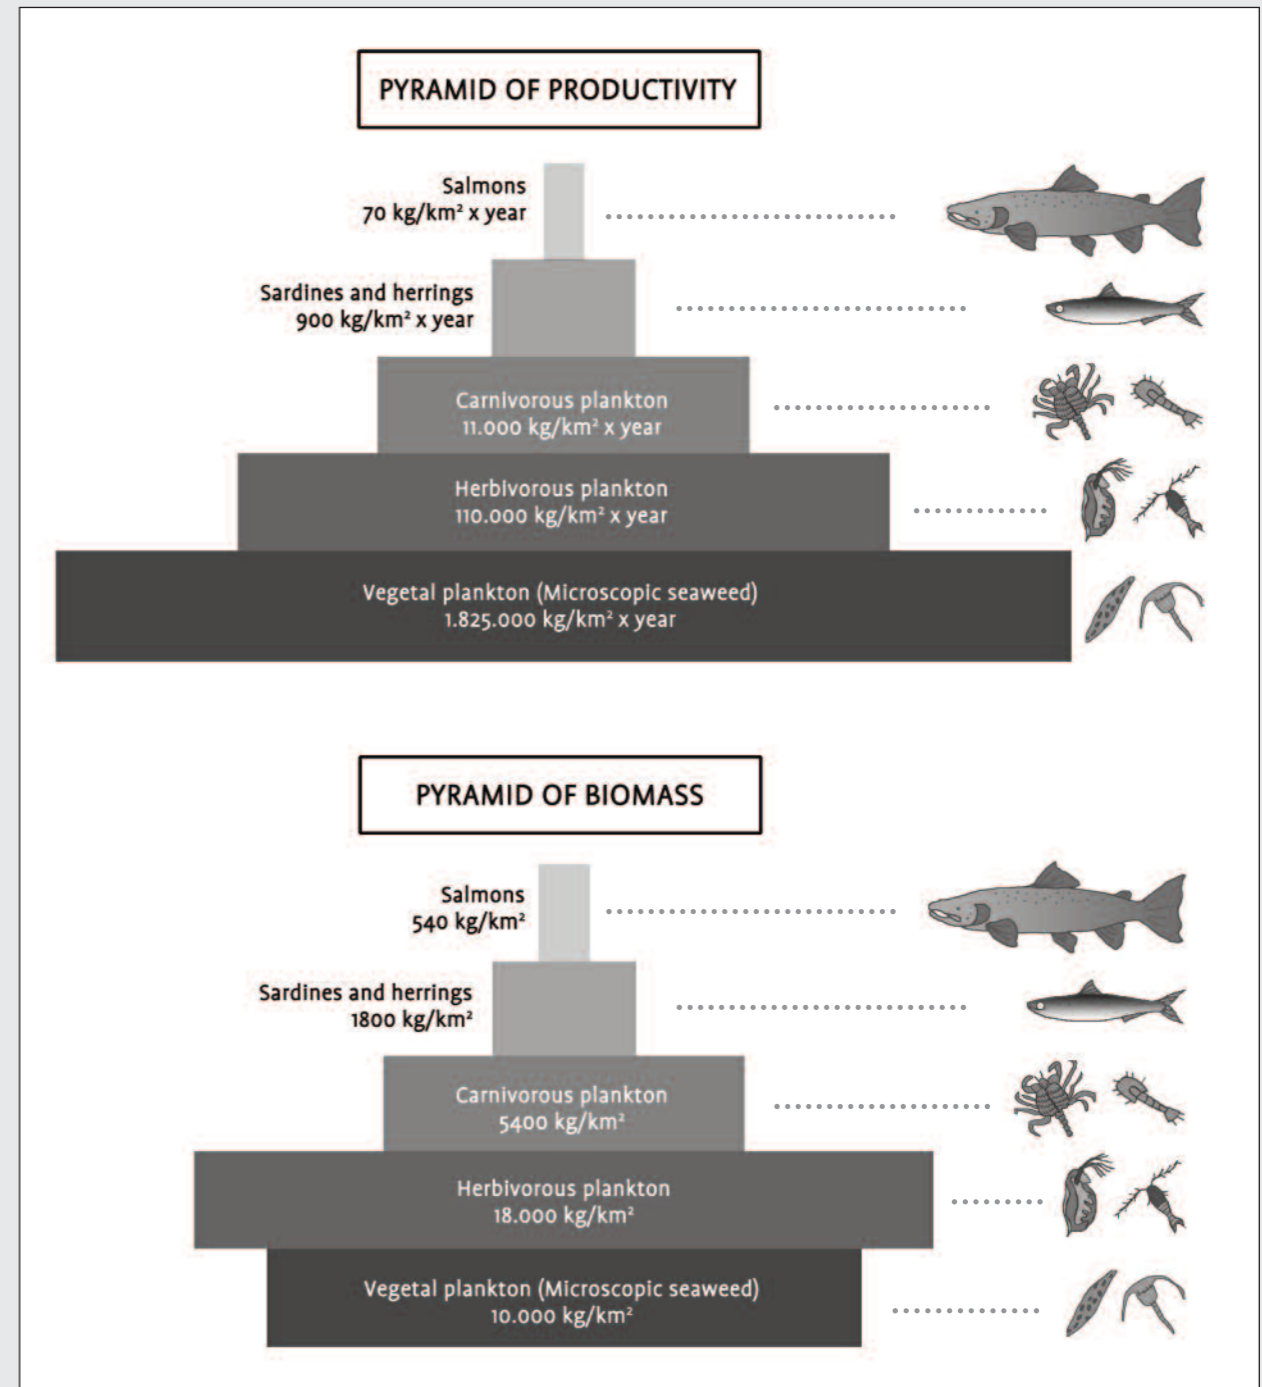 PYRAMID OF PRODUCTIVITY
Salmons
70 kg/km² x year
Sardines and herrings
900 kg/km² x year
Carnivorous plankton
11.000 kg/km² x year
Herbivorous plankton
110.000 kg/km² x year
Vegetal plankton (Microscopic seaweed)
1.825.000 kg/km² x year
PYRAMID OF BIOMASS
Salmons
540 kg/km²
Sardines and herrings
1800 kg/km²
Carnivorous plankton
5400 kg/km²
Herbivorous plankton
18.000 kg/km²
Vegetal plankton (Microscopic seaweed)
10.000 kg/km²